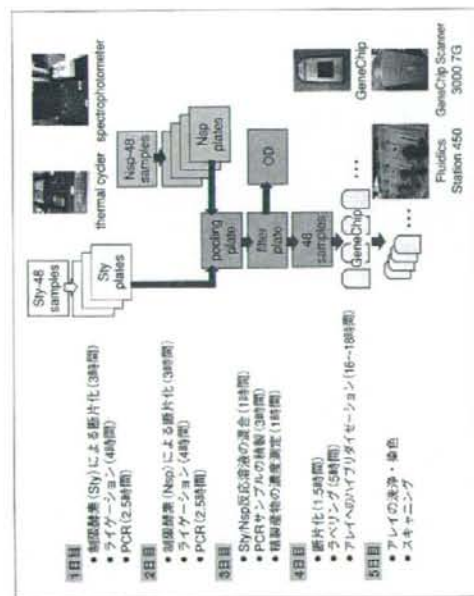 1日目
• 制限酵素(Sty)による断片化(3時間)
• ライゲーション(4時間)
• PCR(2.5時間)
2日目
• 制限酵素(Nsp)による断片化(3時間)
• ライゲーション(4時間)
• PCR(2.5時間)
3日目
• Sty/Nsp反応溶液の混合(1時間)
• PCRサンプルの精製(3時間)
• 精製産物の濃度測定(1時間)
4日目
• 断片化(1.5時間)
• ラベリング(5時間)
• アレイへのハイブリダイゼーション(16〜18時間)
5日目
• アレイの洗浄・染色
• スキャニング
Sty-48
samples
Sty
plates
thermal cycler
spectrophotometer
Nsp-48
samples
Nsp
plates
pooling
plate
filter
plate
OD
48
samples
GeneChip
...
...
GeneChip
Fluidics
Station 450
GeneChip Scanner
3000 7G